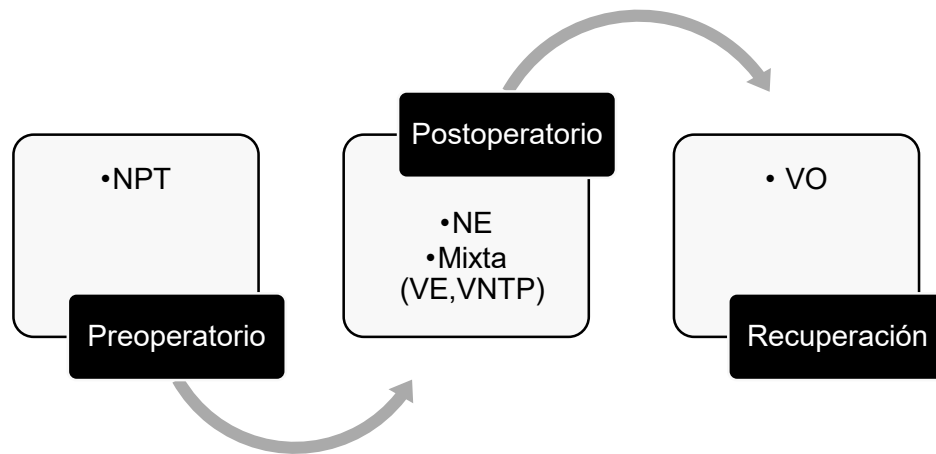 •NPT
Preoperatorio
Postoperatorio
•NE
•Mixta
(VE,VNTP)
• VO
Recuperación